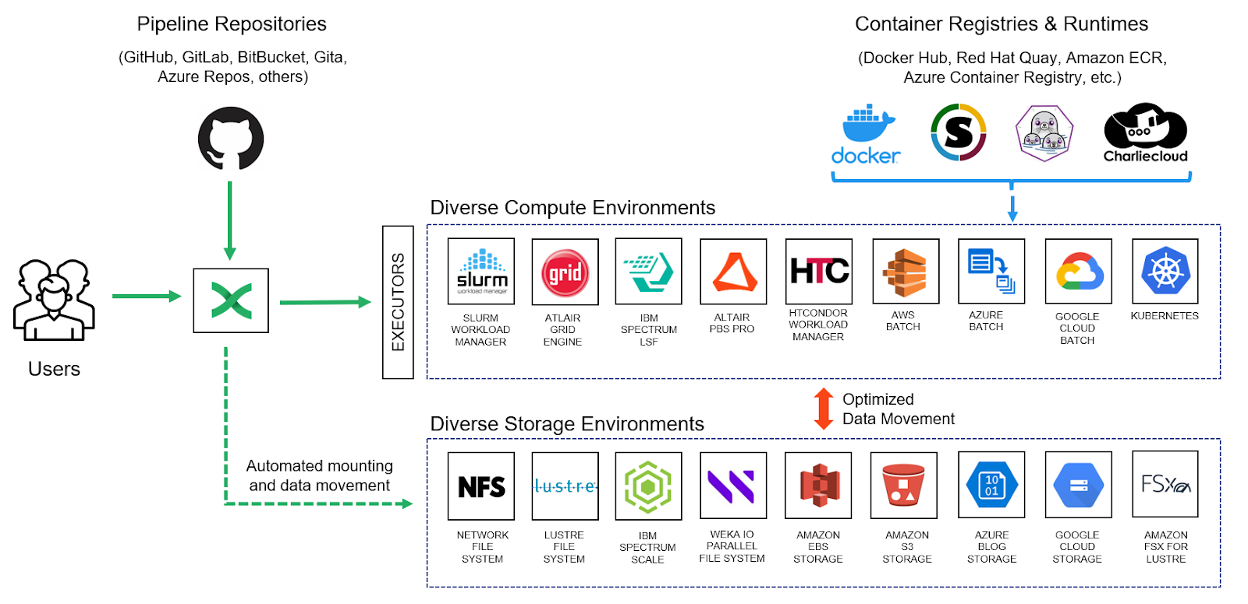 Pipeline Repositories
(GitHub, GitLab, BitBucket, Gita,
Azure Repos, others)
Container Registries & Runtimes
(Docker Hub, Red Hat Quay, Amazon ECR,
Azure Container Registry, etc.)
docker
S
Charliecloud
Users
Diverse Compute Environments
EXECUTORS
slurm
workload manager
SLURM
WORKLOAD
MANAGER
grid
ATLAIR
GRID
ENGINE
IBM
SPECTRUM
LSF
ALTAIR
PBS PRO
HTC
HTCONDOR
WORKLOAD
MANAGER
AWS
BATCH
AZURE
BATCH
GOOGLE
CLOUD
BATCH
KUBERNETES
Optimized
Data Movement
Automated mounting
and data movement
Diverse Storage Environments
NFS
NETWORK
FILE
SYSTEM
lustre
LUSTRE
FILE
SYSTEM
IBM
SPECTRUM
SCALE
WEKA IO
PARALLEL
FILE SYSTEM
AMAZON
EBS
STORAGE
AMAZON
S3
STORAGE
10
01
AZURE
BLOG
STORAGE
GOOGLE
CLOUD
STORAGE
FSx
AMAZON
FSX FOR
LUSTRE